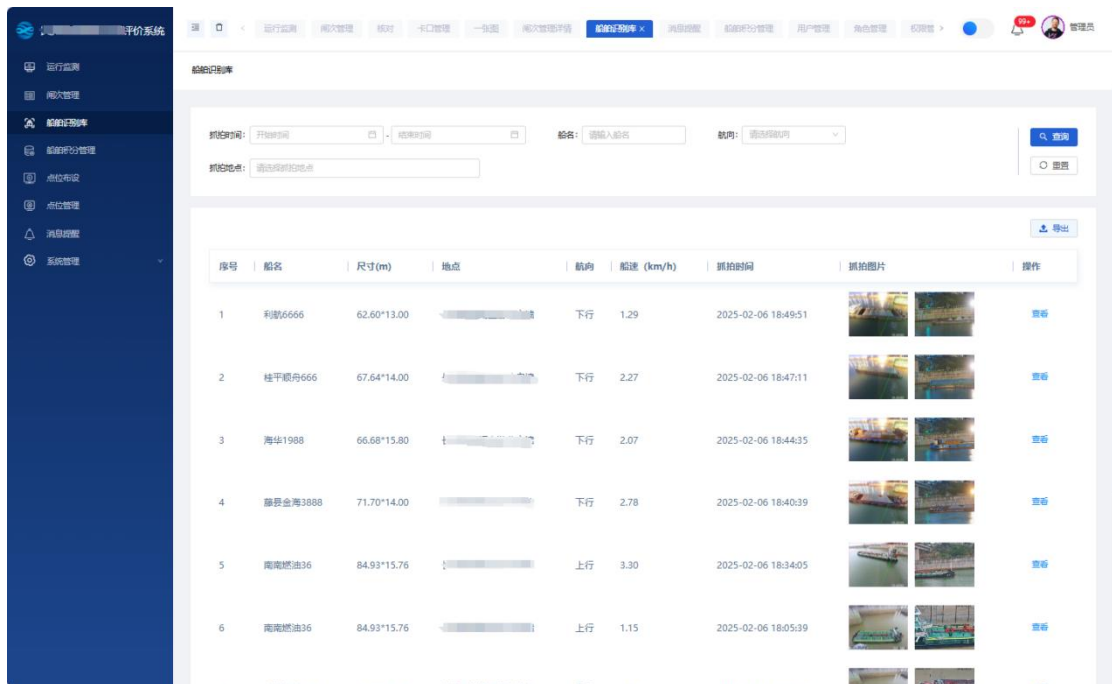 评价系统
运行监测 闸次管理 核对 卡口管理 一张图 闸次管理详情 船舶识别库 × 消息提醒 船舶积分管理 用户管理 角色管理 权限管
99+
管理员
运行监测
闸次管理
船舶识别库
船舶积分管理
点位布设
点位管理
消息提醒
系统管理
船舶识别库
抓拍时间: 开始时间 - 结束时间 船名: 请输入船名 航向: 请选择航向 查询
抓拍地点: 请选择抓拍地点 重置
导出
序号 船名 尺寸(m) 地点 航向 船速 (km/h) 抓拍时间 抓拍图片 操作
1 利航6666 62.60*13.00 下行 1.29 2025-02-06 18:49:51 查看
2 桂平顺舟666 67.64*14.00 下行 2.27 2025-02-06 18:47:11 查看
3 海华1988 66.68*15.80 下行 2.07 2025-02-06 18:44:35 查看
4 藤县金海3888 71.70*14.00 下行 2.78 2025-02-06 18:40:39 查看
5 南南燃油36 84.93*15.76 上行 3.30 2025-02-06 18:34:05 查看
6 南南燃油36 84.93*15.76 上行 1.15 2025-02-06 18:05:39 查看